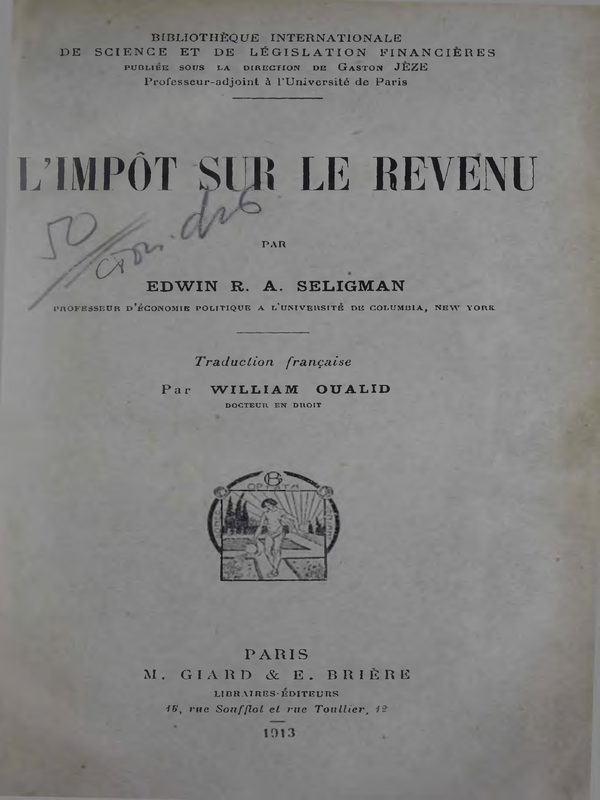 BIBLIOTHÈQUE INTERNATIONALE
DE SCIENCE ET DE LÉGISLATION FINANCIÈRES
PUBLIÉE SOUS LA DIRECTION DE GASTON JÈZE
Professeur-adjoint à l'Université de Paris
L'IMPÔT SUR LE REVENU
50
PAR
EDWIN R. A. SELIGMAN
PROFESSEUR D'ÉCONOMIE POLITIQUE A L'UNIVERSITÉ DE COLUMBIA, NEW YORK
Traduction française
Par WILLIAM OUALID
DOCTEUR EN DROIT
OPTATA
PARIS
M. GIARD & E. BRIÈRE
LIBRAIRES-ÉDITEURS
16, rue Soufflot et rue Toullier, 12
1913